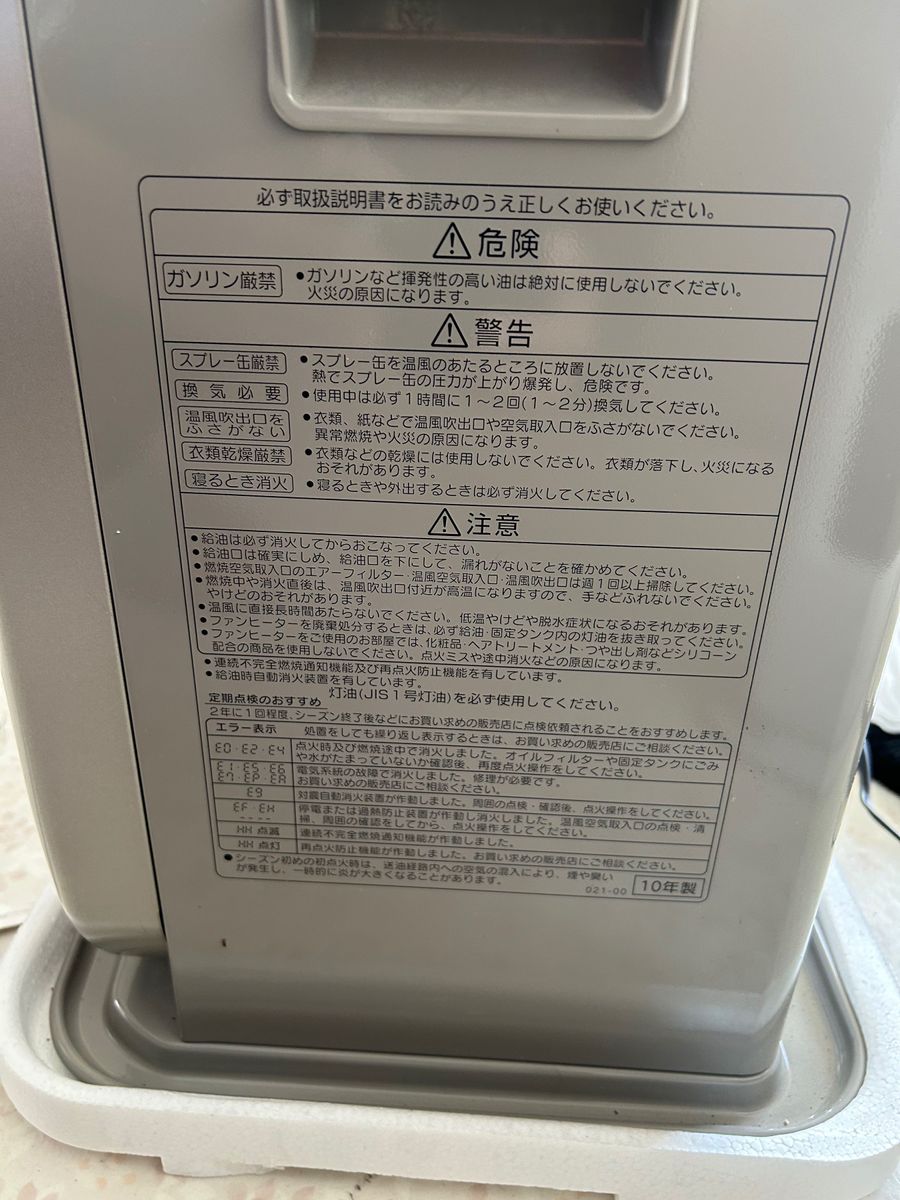 必ず取扱説明書をお読みのうえ正しくお使いください。
⚠危険
ガソリン厳禁
●ガソリンなど揮発性の高い油は絶対に使用しないでください。
火災の原因になります。
⚠警告
スプレー缶厳禁
●スプレー缶を温風のあたるところに放置しないでください。
熱でスプレー缶の圧力が上がり爆発し、危険です。
換気必要
●使用中は必ず1時間に1～2回(1～2分)換気してください。
温風吹出口を
ふさがない
●衣類、紙などで温風吹出口や空気取入口をふさがないでください。
異常燃焼や火災の原因になります。
衣類乾燥厳禁
●衣類などの乾燥には使用しないでください。衣類が落下し、火災になる
おそれがあります。
寝るとき消火
●寝るときや外出するときは必ず消火してください。
⚠注意
●給油は必ず消火してからおこなってください。
●給油口は確実にしめ、給油口を下にして、漏れがないことを確かめてください。
●燃焼空気取入口のエアーフィルター・温風空気取入口・温風吹出口は週1回以上掃除してください。
●燃焼中や消火直後は、温風吹出口付近が高温になりますので、手などふれないでください。
やけどのおそれがあります。
●温風に直接長時間あたらないでください。低温やけどや脱水症状になるおそれがあります。
●ファンヒーターを廃棄処分するときは、必ず給油・固定タンク内の灯油を抜き取ってください。
●ファンヒーターをご使用のお部屋では、化粧品・ヘアトリートメント・つや出し剤などシリコーン
配合の商品を使用しないでください。点火ミスや途中消火などの原因になります。
●連続不完全燃焼通知機能及び再点火防止機能を有しています。
●給油時自動消火装置を有しています。
灯油(JIS1号灯油)を必ず使用してください。
定期点検のおすすめ
2年に1回程度、シーズン終了後などにお買い求めの販売店に点検依頼されることをおすすめします。
エラー表示 処置をしても繰り返し表示するときは、お買い求めの販売店にご相談ください。
E0・E2・E4 点火時及び燃焼途中で消火しました。オイルフィルターや固定タンクにごみ
や水がたまっていないか確認後、再度点火操作をしてください。
E1・E5・E6 電気系統の故障で消火しました。修理が必要です。
E7・EP・EA お買い求めの販売店にご相談ください。
E9 対震自動消火装置が作動しました。周囲の点検・確認後、点火操作をしてください。
EF・EH 停電または過熱防止装置が作動し消火しました。温風空気取入口の点検・清
---- 掃、周囲の確認をしてから、点火操作をしてください。
HH 点滅 連続不完全燃焼通知機能が作動しました。
HH 点灯 再点火防止機能が作動しました。お買い求めの販売店にご相談ください。
●シーズン初めの初点火時は、送油経路内への空気の混入により、煙や臭い
が発生し、一時的に炎が大きくなることがあります。
021-00 10年製